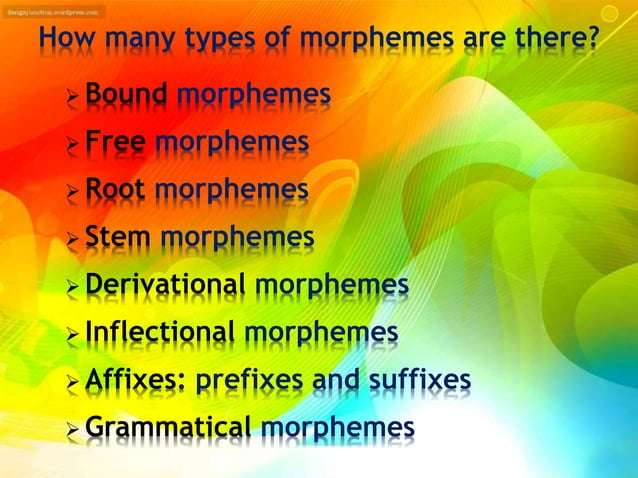 How many types of morphemes are there?
Bound morphemes
Free morphemes
Root morphemes
Stem morphemes
Derivational morphemes
Inflectional morphemes
Affixes: prefixes and suffixes
Grammatical morphemes